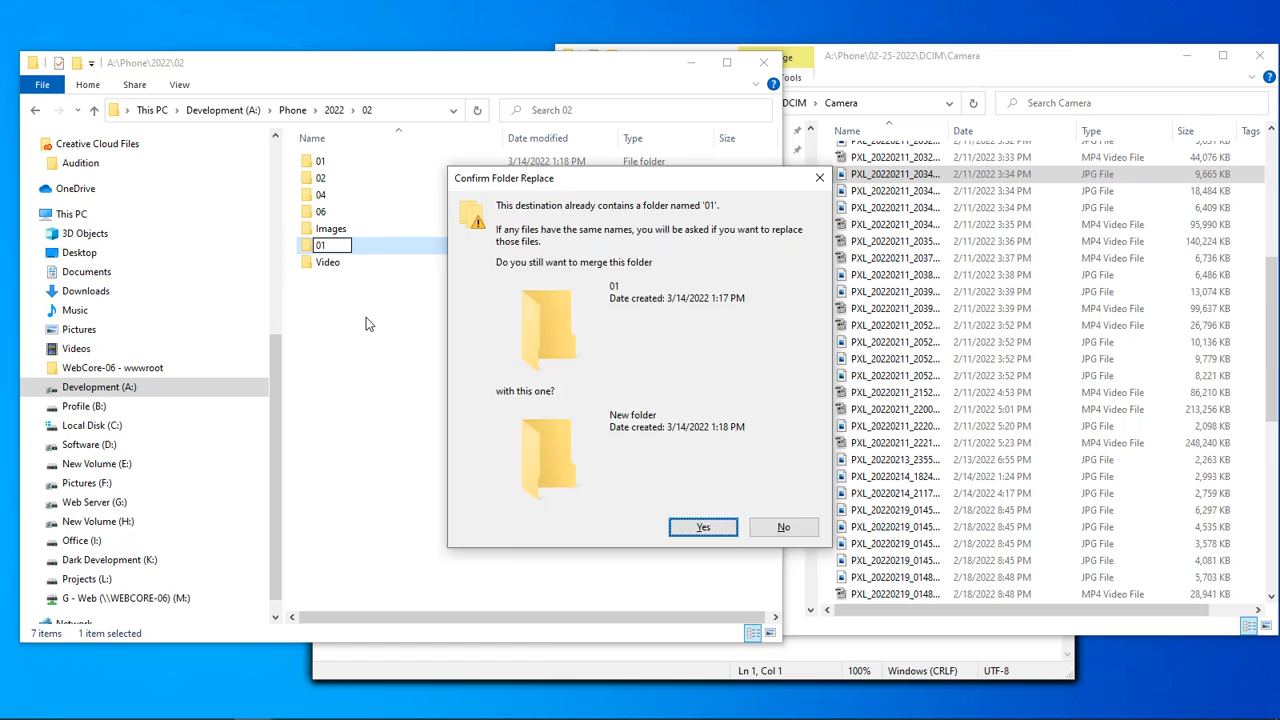 A:\Phone\2022\02
File Home Share View
This PC Development (A:) Phone 2022 02
Search 02
Creative Cloud Files
Audition
OneDrive
This PC
3D Objects
Desktop
Documents
Downloads
Music
Pictures
Videos
WebCore-06 - wwwroot
Development (A:)
Profile (B:)
Local Disk (C:)
Software (D:)
New Volume (E:)
Pictures (F:)
Web Server (G:)
New Volume (H:)
Office (I:)
Dark Development (K:)
Projects (L:)
G - Web (\\WEBCORE-06) (M:)
Name Date modified Type Size
01 3/14/2022 1:18 PM File folder
02
04
06
Images
01
Video
7 items 1 item selected
Confirm Folder Replace
This destination already contains a folder named '01'.
If any files have the same names, you will be asked if you want to replace
those files.
Do you still want to merge this folder
01
Date created: 3/14/2022 1:17 PM
with this one?
New folder
Date created: 3/14/2022 1:18 PM
Yes No
A:\Phone\02-25-2022\DCIM\Camera
DCIM Camera
Search Camera
Name Date Type Size Tags
PXL_20220211_2032... 2/11/2022 3:33 PM MP4 Video File 44,076 KB
PXL_20220211_2034... 2/11/2022 3:34 PM JPG File 9,665 KB
PXL_20220211_2034... 2/11/2022 3:34 PM JPG File 18,484 KB
PXL_20220211_2034... 2/11/2022 3:34 PM JPG File 6,409 KB
PXL_20220211_2034... 2/11/2022 3:35 PM MP4 Video File 99,236 KB
PXL_20220211_2035... 2/11/2022 3:35 PM MP4 Video File 140,224 KB
PXL_20220211_2036... 2/11/2022 3:37 PM MP4 Video File 6,736 KB
PXL_20220211_2038... 2/11/2022 3:38 PM JPG File 6,486 KB
PXL_20220211_2039... 2/11/2022 3:39 PM JPG File 13,074 KB
PXL_20220211_2039... 2/11/2022 3:39 PM MP4 Video File 99,637 KB
PXL_20220211_2052... 2/11/2022 3:52 PM MP4 Video File 26,796 KB
PXL_20220211_2052... 2/11/2022 3:52 PM JPG File 10,136 KB
PXL_20220211_2052... 2/11/2022 3:52 PM JPG File 9,779 KB
PXL_20220211_2052... 2/11/2022 3:52 PM JPG File 8,221 KB
PXL_20220211_2152... 2/11/2022 4:53 PM MP4 Video File 86,210 KB
PXL_20220211_2200... 2/11/2022 5:01 PM MP4 Video File 213,256 KB
PXL_20220211_2220... 2/11/2022 5:20 PM JPG File 2,098 KB
PXL_20220211_2221... 2/11/2022 5:23 PM MP4 Video File 248,240 KB
PXL_20220213_2355... 2/13/2022 6:55 PM JPG File 2,263 KB
PXL_20220214_1824... 2/14/2022 1:24 PM JPG File 2,993 KB
PXL_20220214_2117... 2/14/2022 4:17 PM JPG File 2,759 KB
PXL_20220219_0145... 2/18/2022 8:45 PM JPG File 6,297 KB
PXL_20220219_0145... 2/18/2022 8:45 PM JPG File 4,535 KB
PXL_20220219_0145... 2/18/2022 8:45 PM JPG File 3,578 KB
PXL_20220219_0145... 2/18/2022 8:45 PM JPG File 4,081 KB
PXL_20220219_0148... 2/18/2022 8:48 PM JPG File 5,703 KB
PXL_20220219_0148... 2/18/2022 8:48 PM MP4 Video File 28,941 KB
Ln 1, Col 1 100% Windows (CRLF) UTF-8